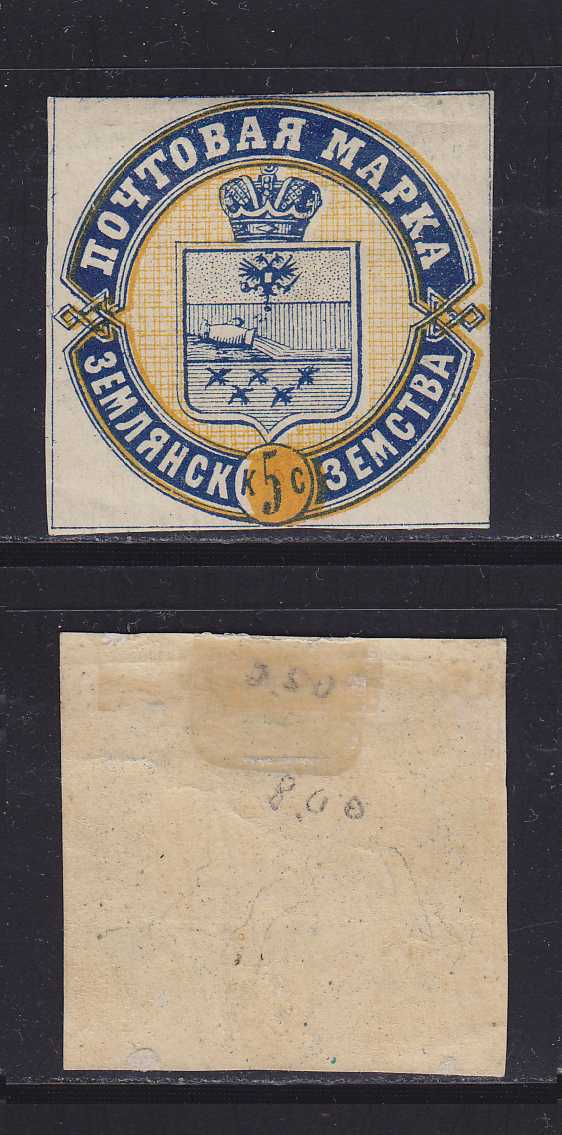 ПОЧТОВАЯ МАРКА
ЗЕМЛЯНСК ЗЕМСТВА
К 5 С
8.00